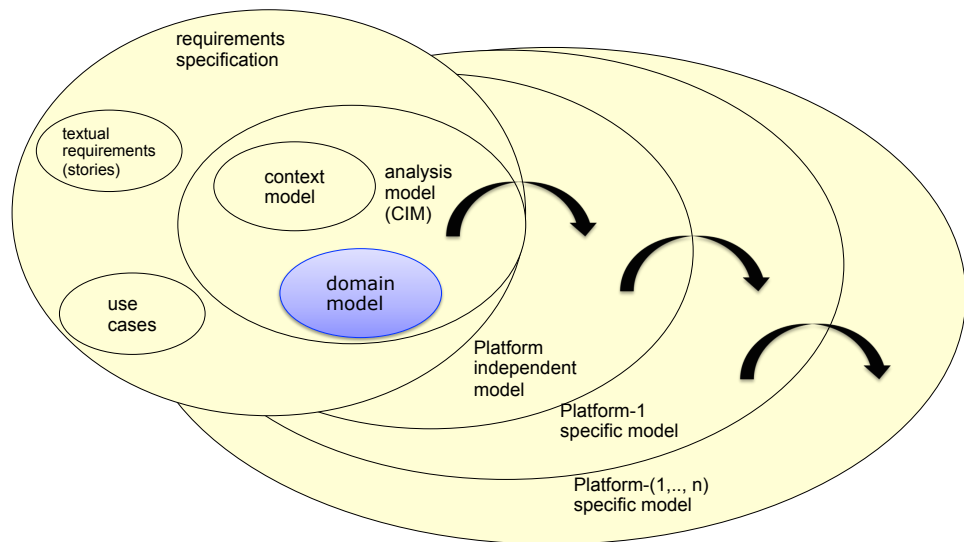 requirements
specification
textual
requirements
(stories)
context
model
analysis
model
(CIM)
domain
model
use
cases
Platform
independent
model
Platform-1
specific model
Platform-(1,.., n)
specific model